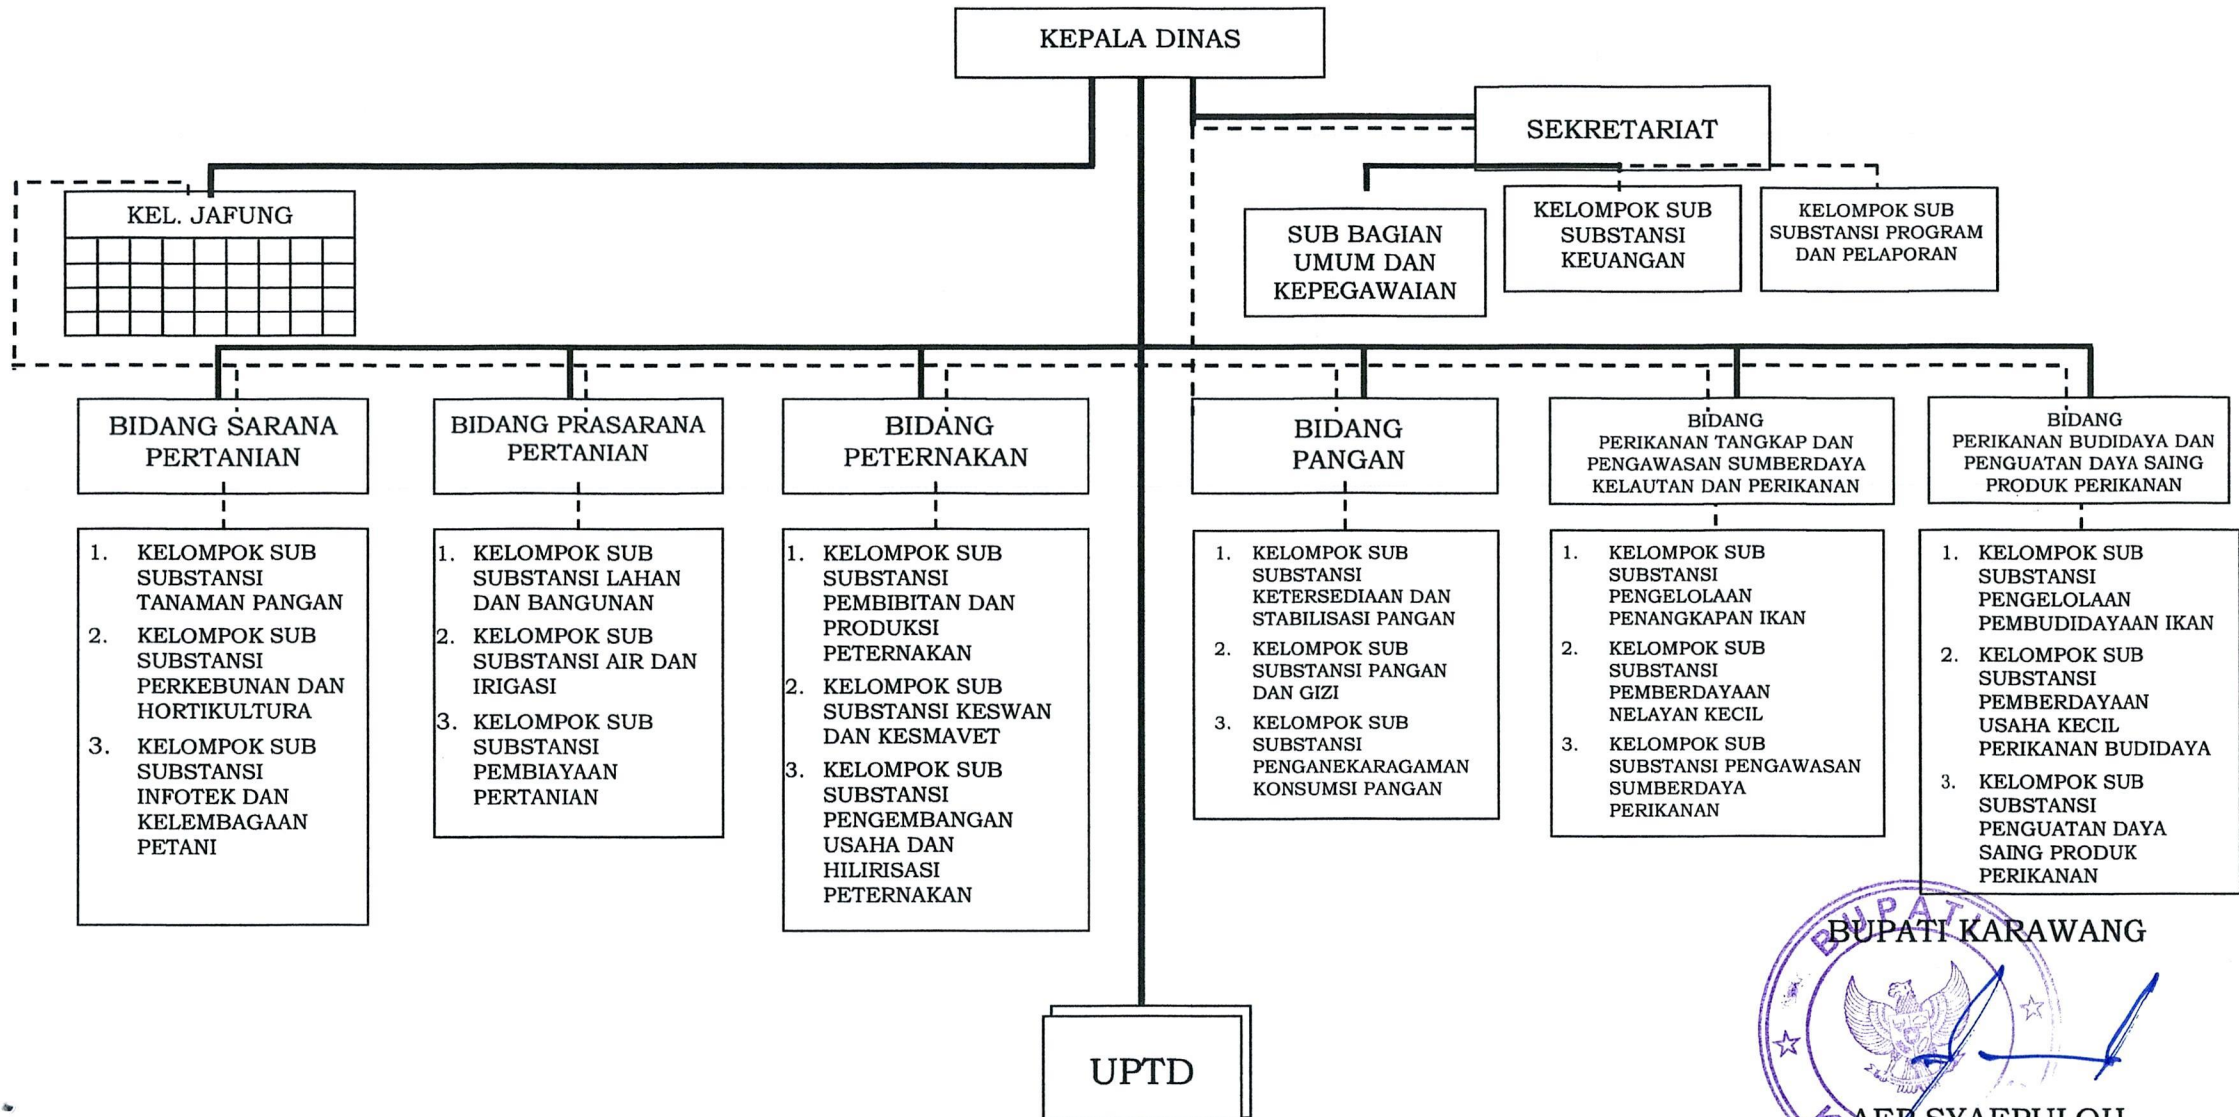 KEPALA DINAS
SEKRETARIAT
KEL. JAFUNG
SUB BAGIAN
UMUM DAN
KEPEGAWAIAN
KELOMPOK SUB
SUBSTANSI
KEUANGAN
KELOMPOK SUB
SUBSTANSI PROGRAM
DAN PELAPORAN
BIDANG SARANA
PERTANIAN
BIDANG PRASARANA
PERTANIAN
BIDANG
PETERNAKAN
BIDANG
PANGAN
BIDANG
PERIKANAN TANGKAP DAN
PENGAWASAN SUMBERDAYA
KELAUTAN DAN PERIKANAN
BIDANG
PERIKANAN BUDIDAYA DAN
PENGUATAN DAYA SAING
PRODUK PERIKANAN
1. KELOMPOK SUB
SUBSTANSI
TANAMAN PANGAN
2. KELOMPOK SUB
SUBSTANSI
PERKEBUNAN DAN
HORTIKULTURA
3. KELOMPOK SUB
SUBSTANSI
INFOTEK DAN
KELEMBAGAAN
PETANI
1. KELOMPOK SUB
SUBSTANSI LAHAN
DAN BANGUNAN
2. KELOMPOK SUB
SUBSTANSI AIR DAN
IRIGASI
3. KELOMPOK SUB
SUBSTANSI
PEMBIAYAAN
PERTANIAN
1. KELOMPOK SUB
SUBSTANSI
PEMBIBITAN DAN
PRODUKSI
PETERNAKAN
2. KELOMPOK SUB
SUBSTANSI KESWAN
DAN KESMAVET
3. KELOMPOK SUB
SUBSTANSI
PENGEMBANGAN
USAHA DAN
HILIRISASI
PETERNAKAN
1. KELOMPOK SUB
SUBSTANSI
KETERSEDIAAN DAN
STABILISASI PANGAN
2. KELOMPOK SUB
SUBSTANSI PANGAN
DAN GIZI
3. KELOMPOK SUB
SUBSTANSI
PENGANEKARAGAMAN
KONSUMSI PANGAN
1. KELOMPOK SUB
SUBSTANSI
PENGELOLAAN
PENANGKAPAN IKAN
2. KELOMPOK SUB
SUBSTANSI
PEMBERDAYAAN
NELAYAN KECIL
3. KELOMPOK SUB
SUBSTANSI PENGAWASAN
SUMBERDAYA
PERIKANAN
1. KELOMPOK SUB
SUBSTANSI
PENGELOLAAN
PEMBUDIDAYAAN IKAN
2. KELOMPOK SUB
SUBSTANSI
PEMBERDAYAAN
USAHA KECIL
PERIKANAN BUDIDAYA
3. KELOMPOK SUB
SUBSTANSI
PENGUATAN DAYA
SAING PRODUK
PERIKANAN
BUPATI KARAWANG
BUPATI
UPTD
AEP SYAEPULOH